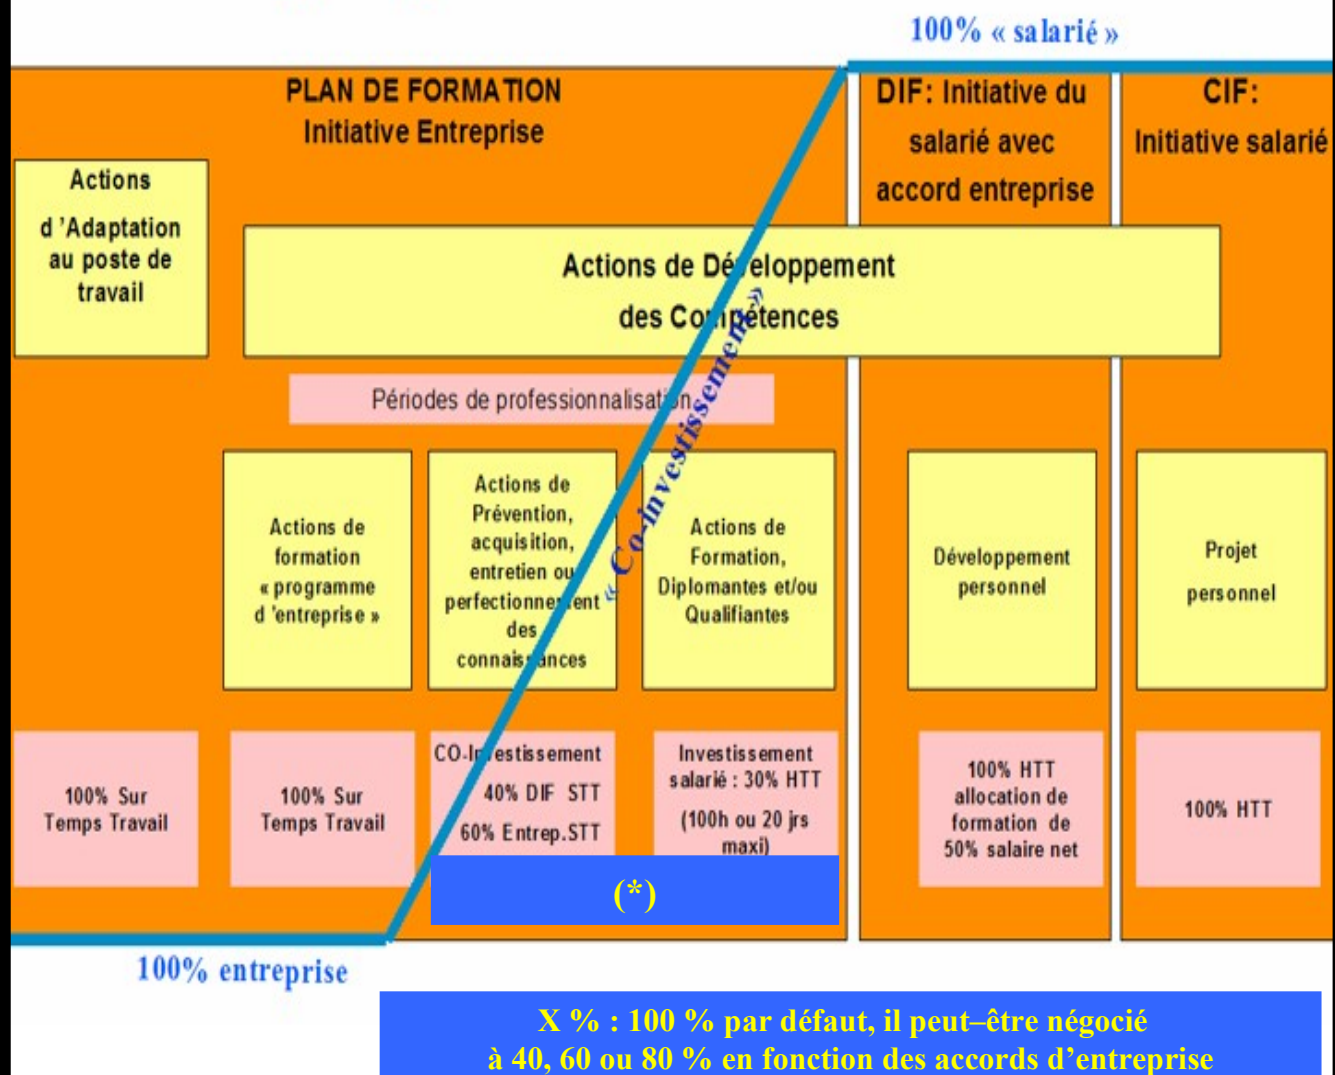 100% « salarié »
PLAN DE FORMATION
Initiative Entreprise
DIF: Initiative du
salarié avec
accord entreprise
CIF:
Initiative salarié
Actions
d ’Adaptation
au poste de
travail
Actions de Développement
des Compétences
« Co-investissement »
Périodes de professionnalisation
Actions de
formation
« programme
d ’entreprise »
Actions de
Prévention,
acquisition,
entretien ou
perfectionnement
des
connaissances
Actions de
Formation,
Diplomantes et/ou
Qualifiantes
Développement
personnel
Projet
personnel
100% Sur
Temps Travail
100% Sur
Temps Travail
CO-Investissement
40% DIF STT
60% Entrep.STT
Investissement
salarié : 30% HTT
(100h ou 20 jrs
maxi)
100% HTT
allocation de
formation de
50% salaire net
100% HTT
(*)
100% entreprise
X % : 100 % par défaut, il peut–être négocié
à 40, 60 ou 80 % en fonction des accords d’entreprise